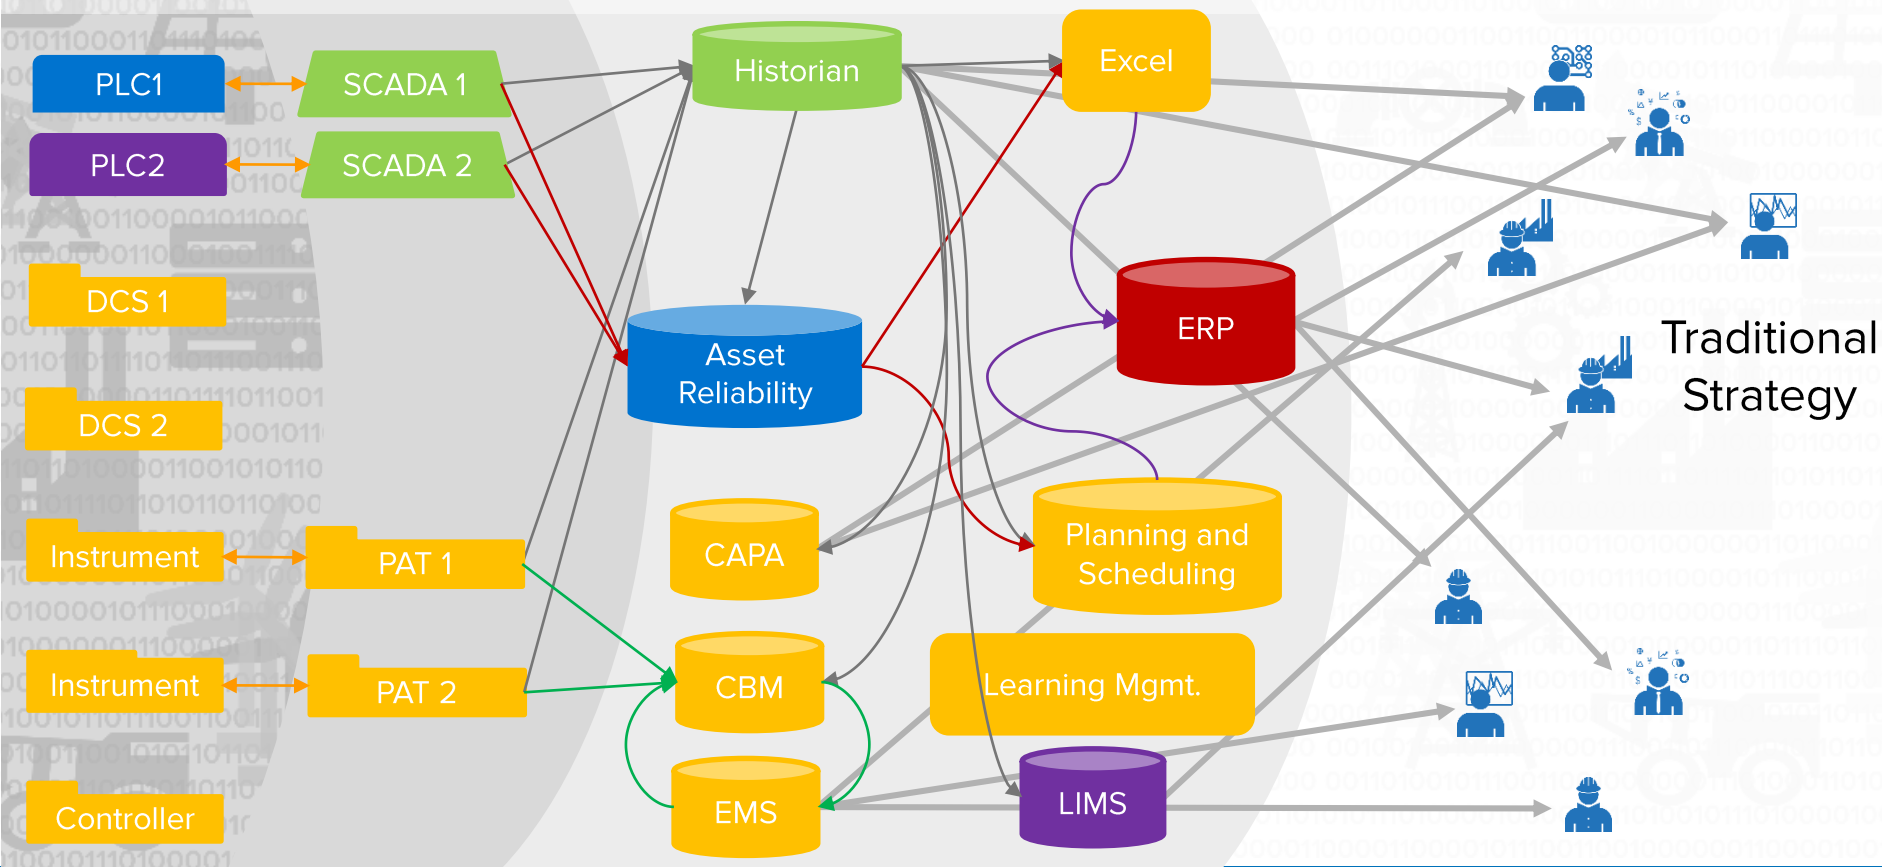 PLC1
SCADA 1
Historian
Excel
PLC2
SCADA 2
DCS 1
ERP
Traditional
Strategy
Asset
Reliability
DCS 2
Instrument
PAT 1
CAPA
Planning and
Scheduling
Instrument
PAT 2
CBM
Learning Mgmt.
Controller
EMS
LIMS